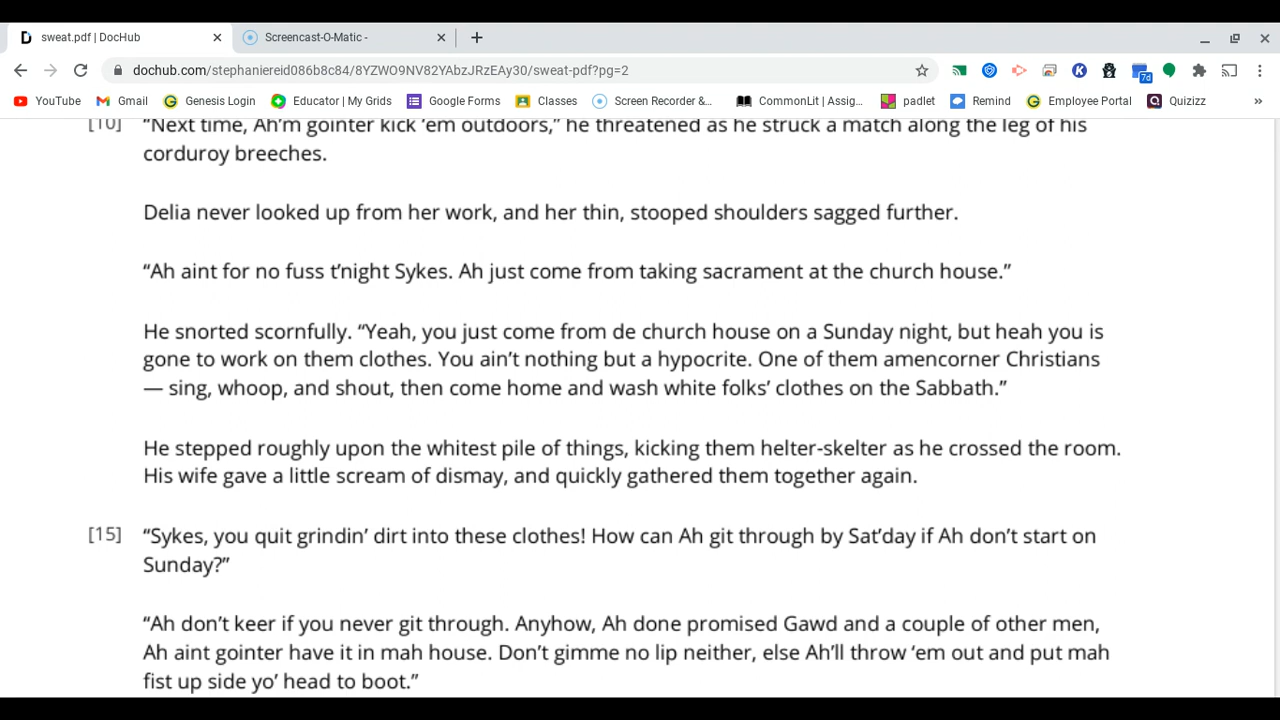 sweat.pdf | DocHub
Screencast-O-Matic -
dochub.com/stephaniereid086b8c84/8YZWO9NV82YAbzJRzEAy30/sweat-pdf?pg=2
7d
YouTube Gmail Genesis Login Educator | My Grids Google Forms Classes Screen Recorder &... CommonLit | Assig... padlet Remind Employee Portal Quizizz »
[10] “Next time, Ah’m gointer kick ‘em outdoors,” he threatened as he struck a match along the leg of his
corduroy breeches.
Delia never looked up from her work, and her thin, stooped shoulders sagged further.
“Ah aint for no fuss t’night Sykes. Ah just come from taking sacrament at the church house.”
He snorted scornfully. “Yeah, you just come from de church house on a Sunday night, but heah you is
gone to work on them clothes. You ain’t nothing but a hypocrite. One of them amencorner Christians
— sing, whoop, and shout, then come home and wash white folks’ clothes on the Sabbath.”
He stepped roughly upon the whitest pile of things, kicking them helter-skelter as he crossed the room.
His wife gave a little scream of dismay, and quickly gathered them together again.
[15] “Sykes, you quit grindin’ dirt into these clothes! How can Ah git through by Sat’day if Ah don’t start on
Sunday?”
“Ah don’t keer if you never git through. Anyhow, Ah done promised Gawd and a couple of other men,
Ah aint gointer have it in mah house. Don’t gimme no lip neither, else Ah’ll throw ‘em out and put mah
fist up side yo’ head to boot.”